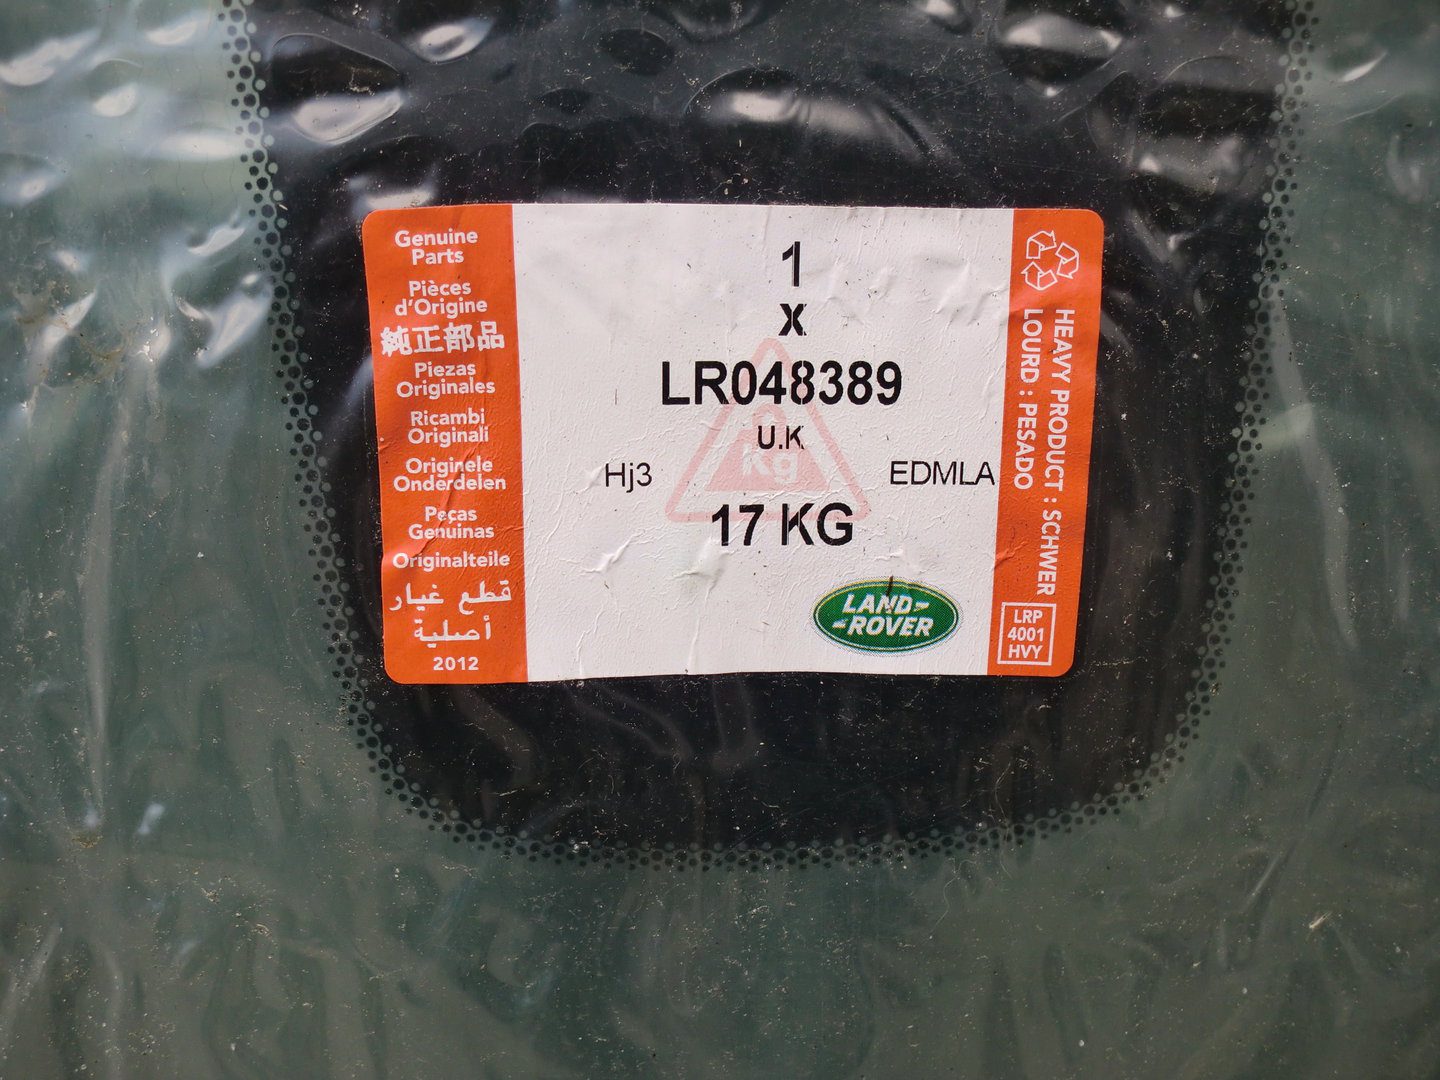 Genuine
Parts
Pièces
d'Origine
純正部品
Piezas
Originales
Ricambi
Originali
Originele
Onderdelen
Peças
Genuinas
Originalteile
قطع غيار
أصلية
2012
1
x
LR048389
U.K
Kg
Hj3
EDMLA
17 KG
LAND-
-ROVER
HEAVY PRODUCT : SCHWER
LOURD : PESADO
LRP
4001
HVY